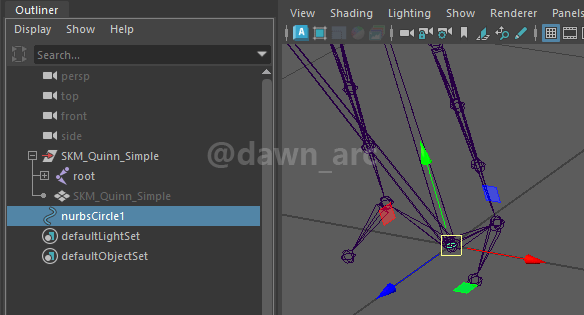 Outliner
Display Show Help
Search...
persp
top
front
side
SKM_Quinn_Simple
root
SKM_Quinn_Simple
nurbsCircle1
defaultLightSet
defaultObjectSet
View Shading Lighting Show Renderer Panels
@dawn_arc